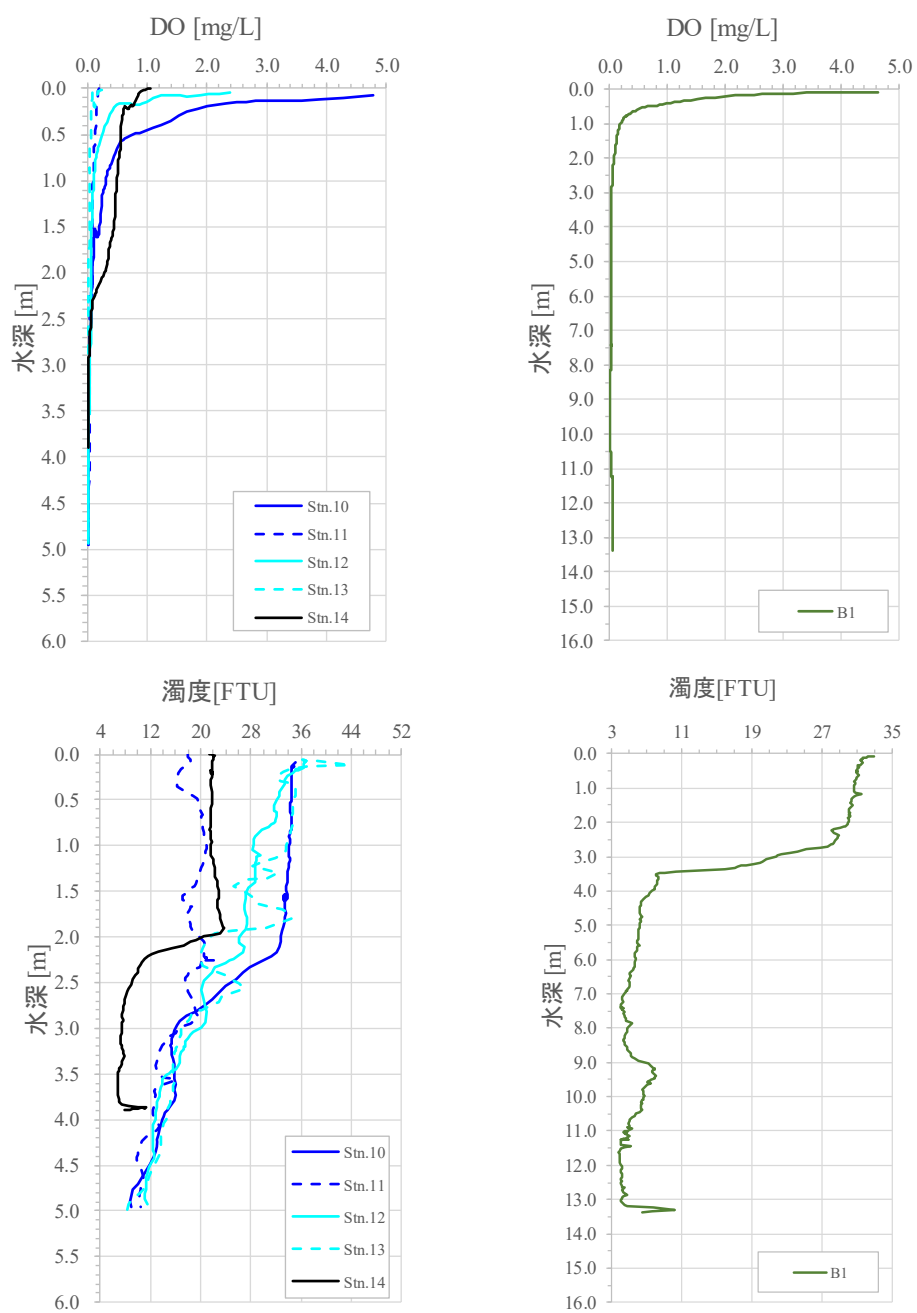 DO [mg/L]
0.0 1.0 2.0 3.0 4.0 5.0
0.0
0.5
1.0
1.5
2.0
2.5
3.0
3.5
4.0
4.5
5.0
5.5
6.0
水深 [m]
Stn.10
Stn.11
Stn.12
Stn.13
Stn.14
DO [mg/L]
0.0 1.0 2.0 3.0 4.0 5.0
0.0
1.0
2.0
3.0
4.0
5.0
6.0
7.0
8.0
9.0
10.0
11.0
12.0
13.0
14.0
15.0
16.0
水深 [m]
B1
濁度[FTU]
4 12 20 28 36 44 52
0.0
0.5
1.0
1.5
2.0
2.5
3.0
3.5
4.0
4.5
5.0
5.5
6.0
水深 [m]
Stn.10
Stn.11
Stn.12
Stn.13
Stn.14
濁度[FTU]
3 11 19 27 35
0.0
1.0
2.0
3.0
4.0
5.0
6.0
7.0
8.0
9.0
10.0
11.0
12.0
13.0
14.0
15.0
16.0
水深 [m]
B1